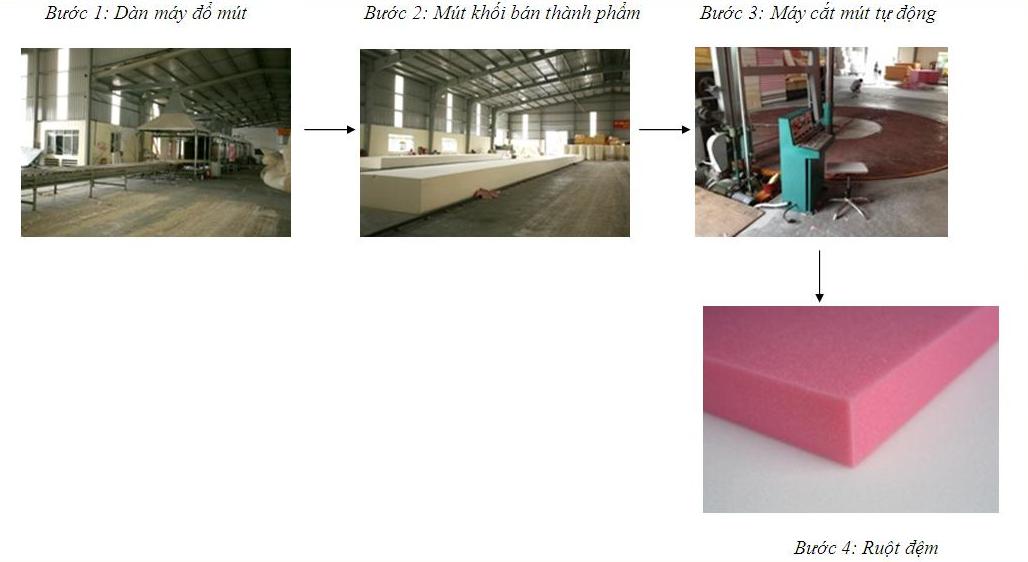 Bước 1: Dàn máy đổ mút
Bước 2: Mút khối bán thành phẩm
Bước 3: Máy cắt mút tự động
Bước 4: Ruột đệm